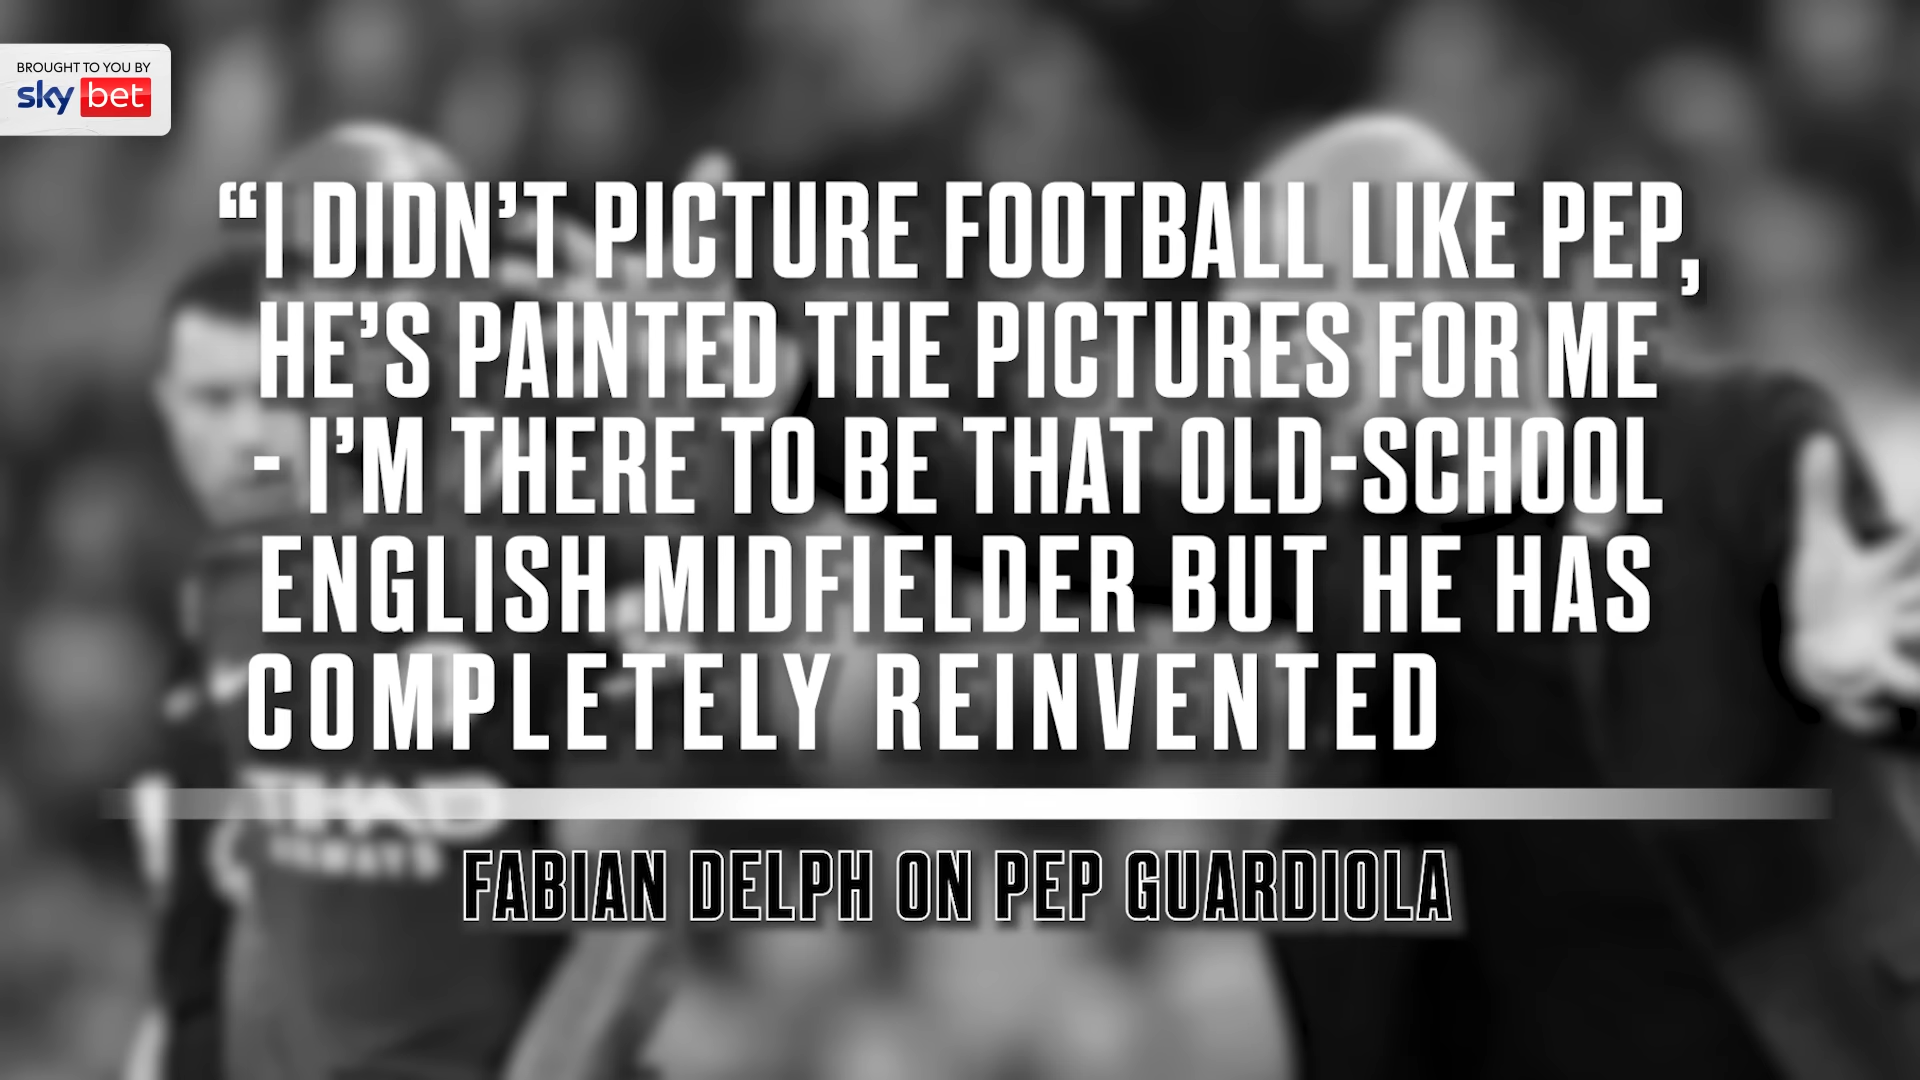 BROUGHT TO YOU BY
sky bet
“I DIDN’T PICTURE FOOTBALL LIKE PEP,
HE’S PAINTED THE PICTURES FOR ME
- I’M THERE TO BE THAT OLD-SCHOOL
ENGLISH MIDFIELDER BUT HE HAS
COMPLETELY REINVENTED
FABIAN DELPH ON PEP GUARDIOLA